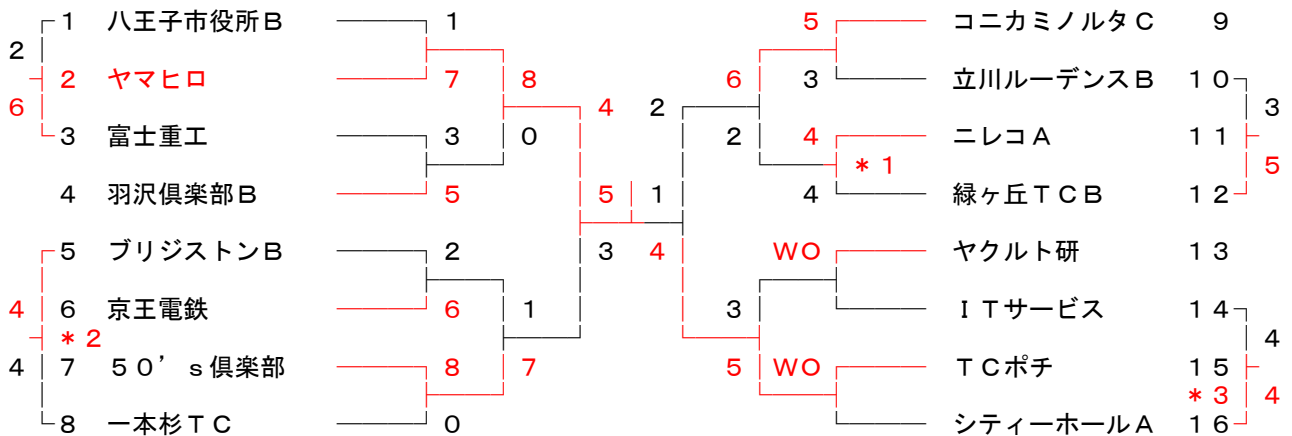 1 八王子市役所B 1 5 コニカミノルタC 9
2
2 ヤマヒロ 7 8 6 3 立川ルーデンスB 10
6 4 2 3
3 富士重工 3 0 2 4 ニレコA 11
*1 5
4 羽沢倶楽部B 5 5 1 4 緑ヶ丘TCB 12
5 ブリジストンB 2 3 4 WO ヤクルト研 13
4 6 京王電鉄 6 1 3 ITサービス 14
*2 4
4 7 50’s倶楽部 8 7 5 WO TCポチ 15
*3 4
8 一本杉TC 0 シティーホールA 16